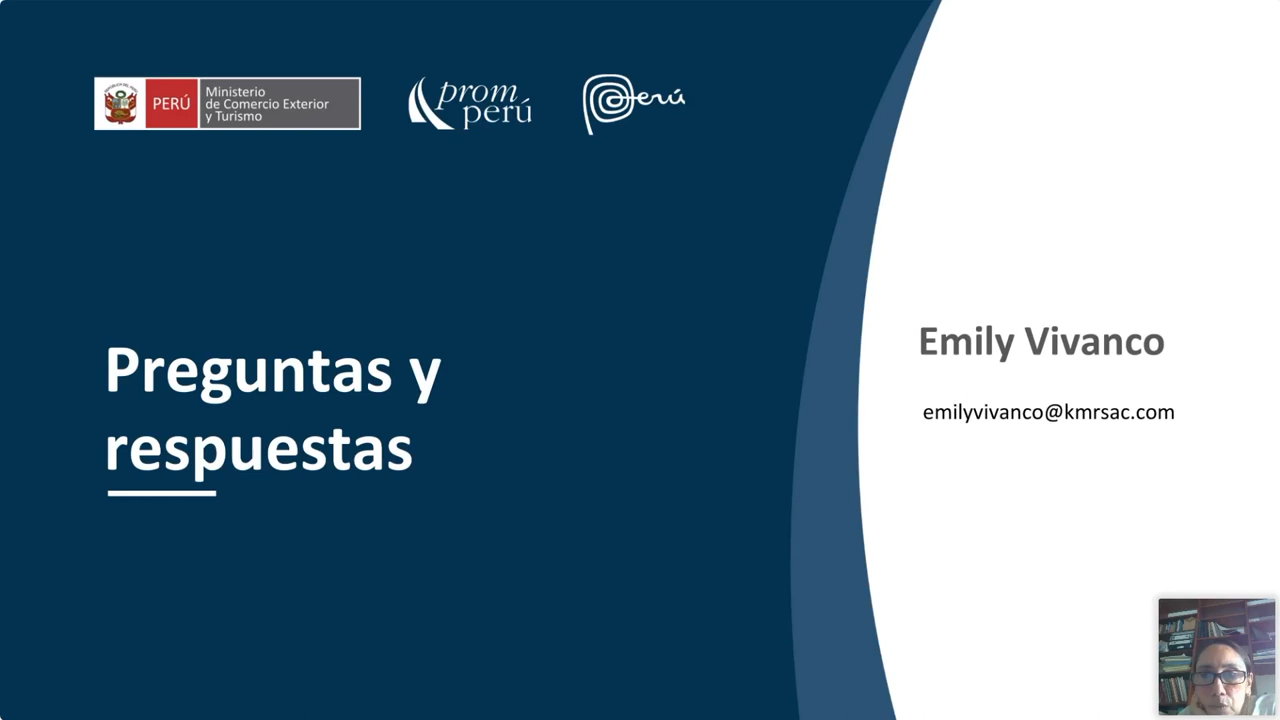 PERÚ
Ministerio
de Comercio Exterior
y Turismo
prom
perú
Perú
Preguntas y
respuestas
Emily Vivanco
emilyvivanco@kmrsac.com